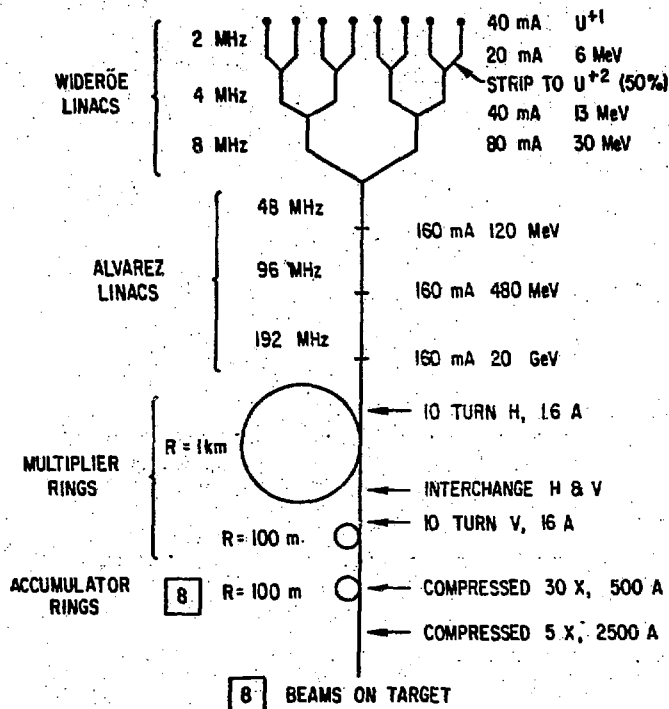 40 mA U+1
2 MHz
20 mA 6 MeV
WIDERÖE
LINACS
STRIP TO U+2 (50%)
4 MHz
40 mA 13 MeV
8 MHz
80 mA 30 MeV
48 MHz
160 mA 120 MeV
ALVAREZ
LINACS
96 MHz
160 mA 480 MeV
192 MHz
160 mA 20 GeV
10 TURN H, 1.6 A
R = 1km
MULTIPLIER
RINGS
INTERCHANGE H & V
10 TURN V, 16 A
R = 100 m
ACCUMULATOR
RINGS
8 R = 100 m
COMPRESSED 30 X, 500 A
COMPRESSED 5 X, 2500 A
8 BEAMS ON TARGET